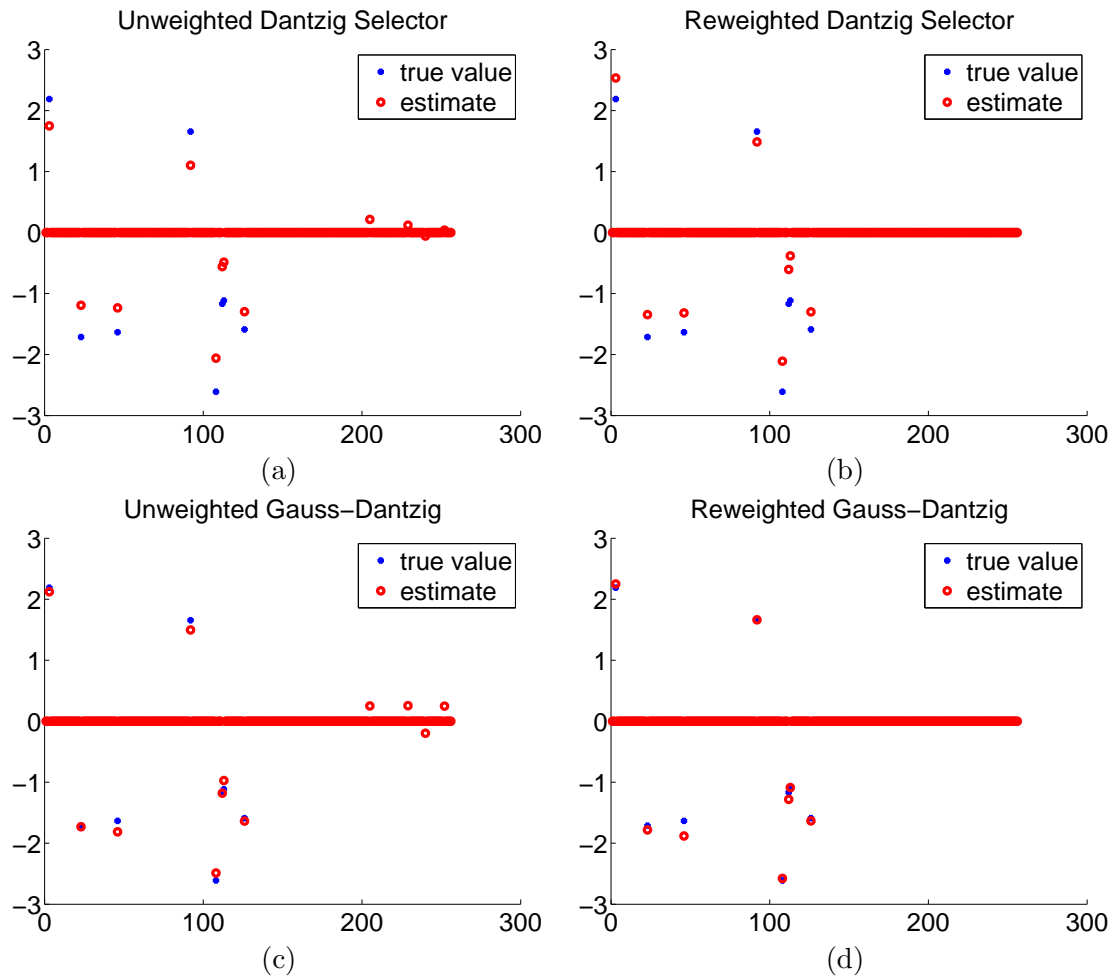 Unweighted Dantzig Selector
3
2
1
0
−1
−2
−3
0 100 200 300
true value
estimate
(a)
Reweighted Dantzig Selector
3
2
1
0
−1
−2
−3
0 100 200 300
true value
estimate
(b)
Unweighted Gauss−Dantzig
3
2
1
0
−1
−2
−3
0 100 200 300
true value
estimate
(c)
Reweighted Gauss−Dantzig
3
2
1
0
−1
−2
−3
0 100 200 300
true value
estimate
(d)